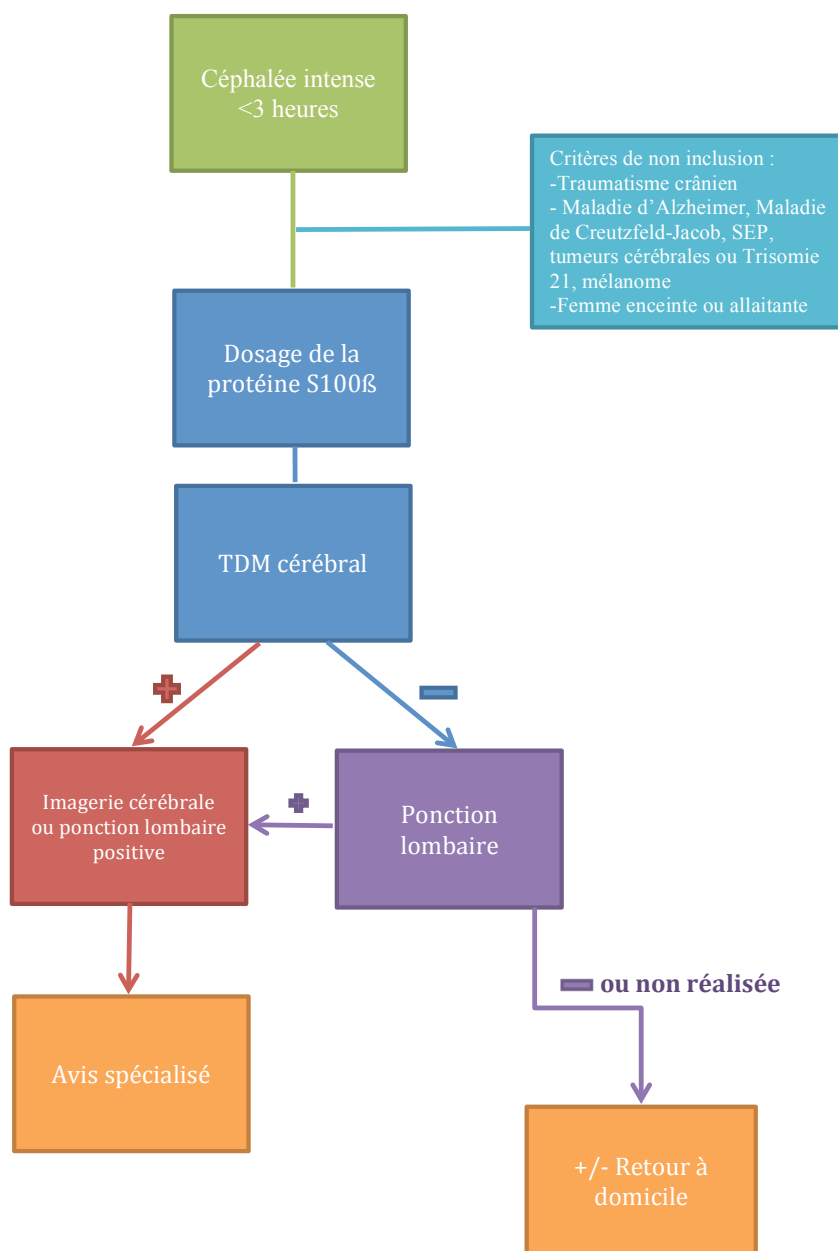 Céphalée intense
<3 heures
Critères de non inclusion :
-Traumatisme crânien
- Maladie d'Alzheimer, Maladie
de Creutzfeld-Jacob, SEP,
tumeurs cérébrales ou Trisomie
21, mélanome
-Femme enceinte ou allaitante
Dosage de la
protéine S100ß
TDM cérébral
Imagerie cérébrale
ou ponction lombaire
positive
Ponction
lombaire
ou non réalisée
Avis spécialisé
+/- Retour à
domicile